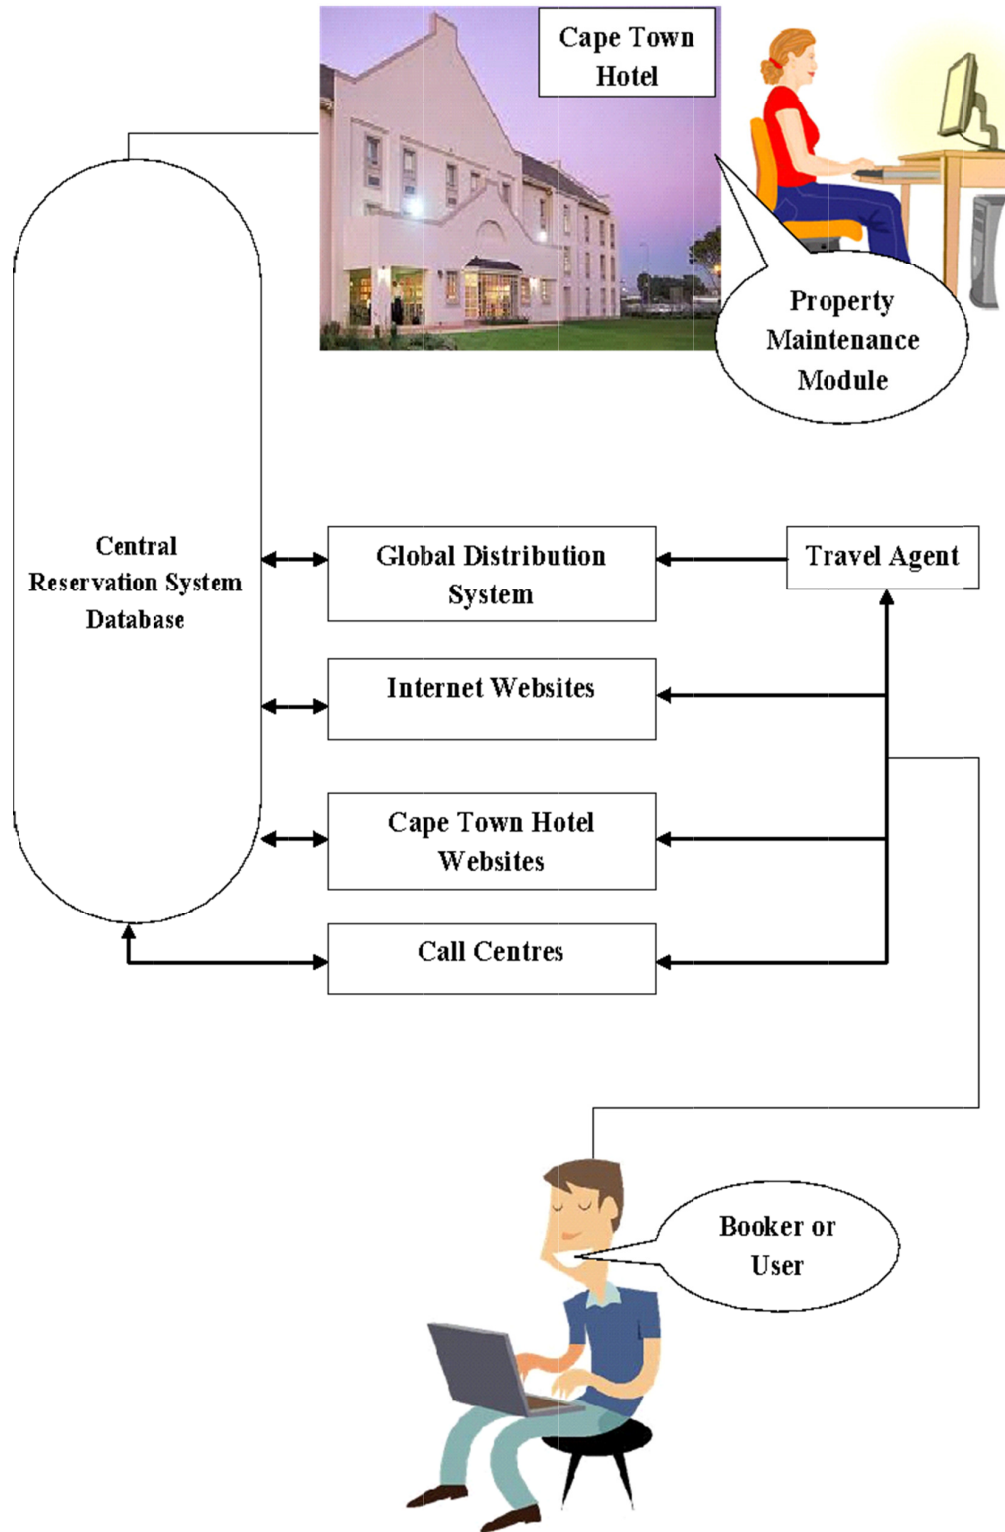 Cape Town
Hotel
Property
Maintenance
Module
Central
Reservation System
Database
Global Distribution
System
Travel Agent
Internet Websites
Cape Town Hotel
Websites
Call Centres
Booker or
User